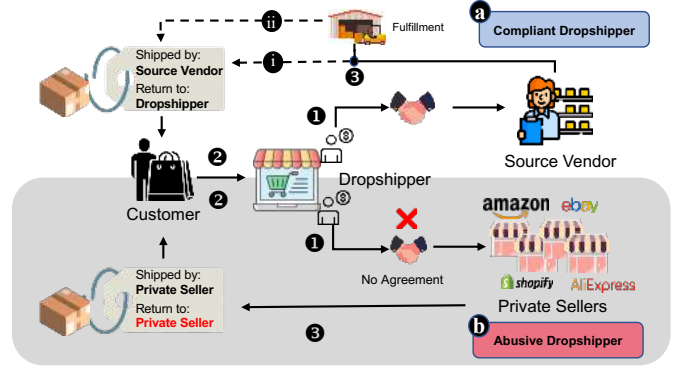 ii
Fulfillment
a
Compliant Dropshipper
Shipped by:
Source Vendor
Return to:
Dropshipper
i
3
1
Source Vendor
2
Dropshipper
Customer
2
1
No Agreement
amazon
ebay
shopify
AliExpress
Private Sellers
Shipped by:
Private Seller
Return to:
Private Seller
3
b
Abusive Dropshipper